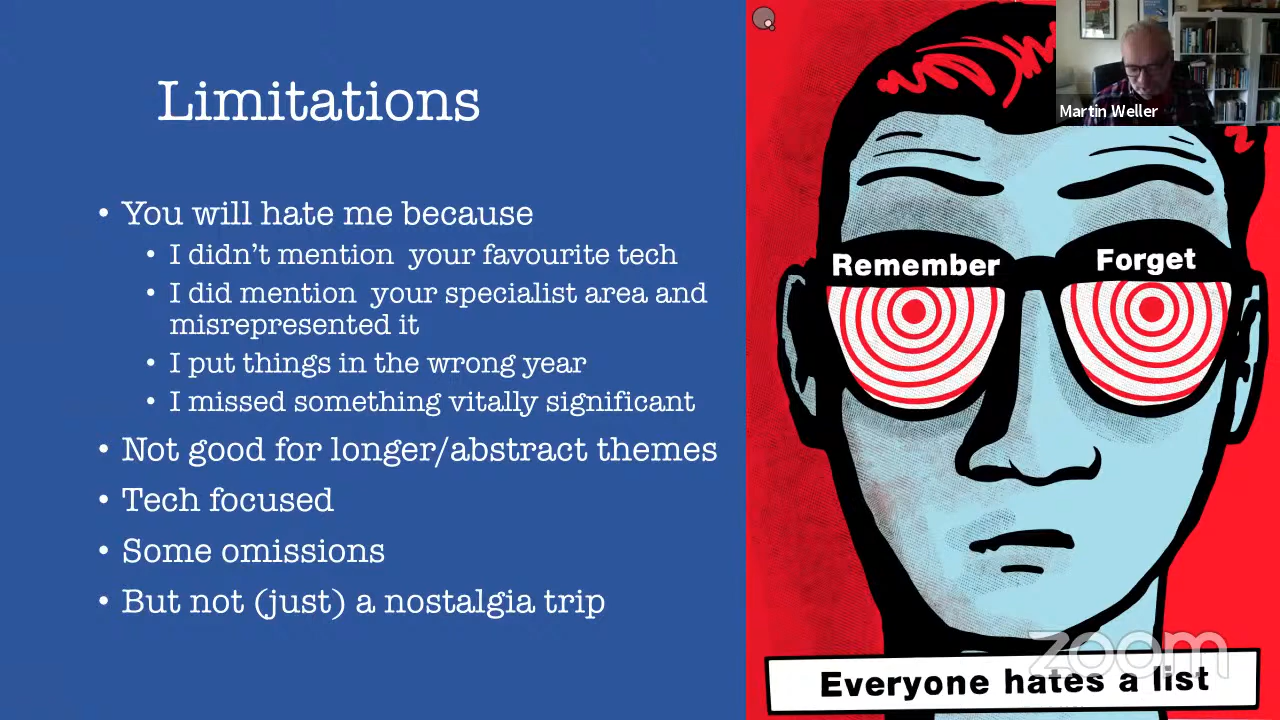 Limitations
• You will hate me because
• I didn't mention  your favourite tech
• I did mention  your specialist area and
misrepresented it
• I put things in the wrong year
• I missed something vitally significant
• Not good for longer/abstract themes
• Tech focused
• Some omissions
• But not (just) a nostalgia trip
Martin Weller
Remember
Forget
zoom
Everyone hates a list